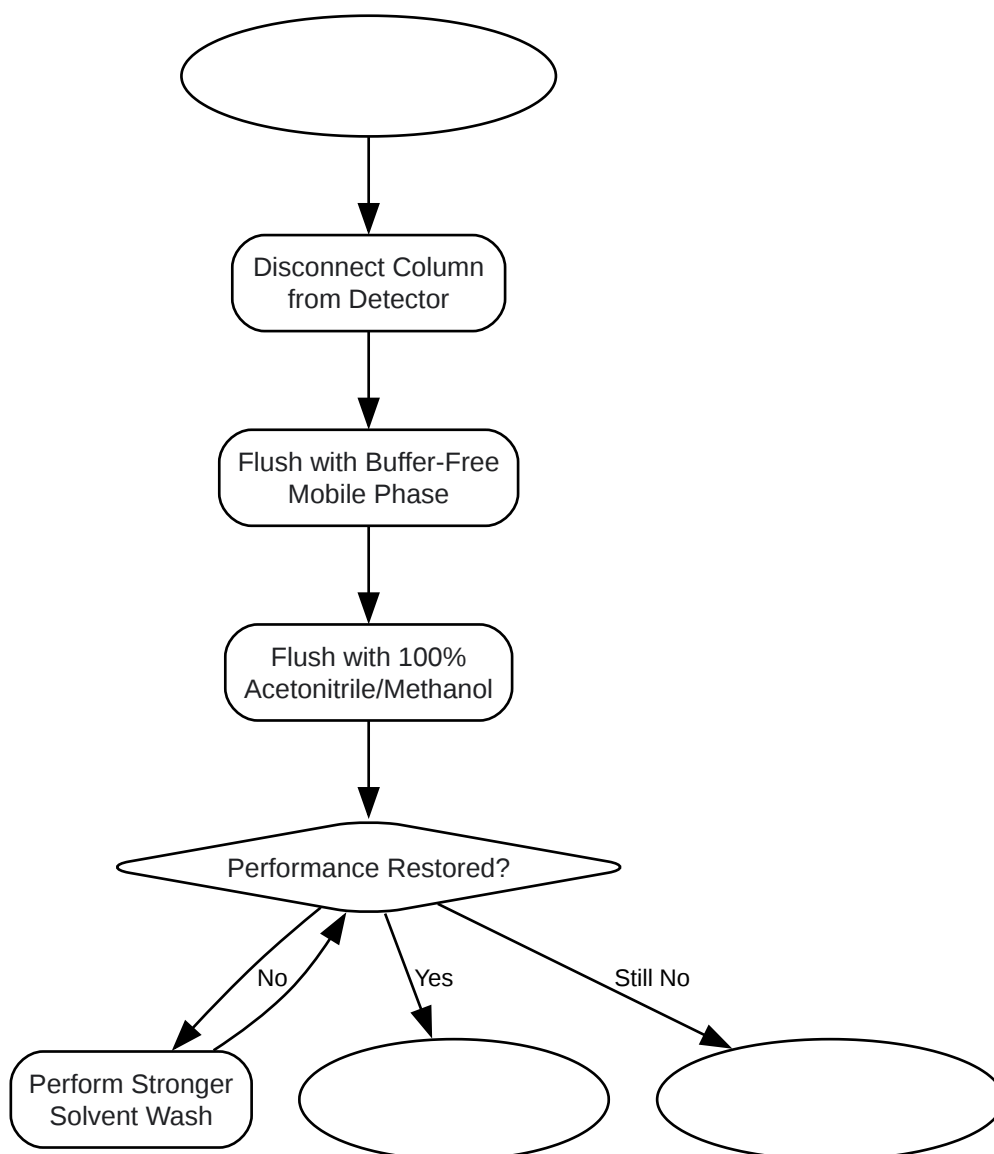 Disconnect Column
from Detector
Flush with Buffer-Free
Mobile Phase
Flush with 100%
Acetonitrile/Methanol
Performance Restored?
No
Yes
Still No
Perform Stronger
Solvent Wash